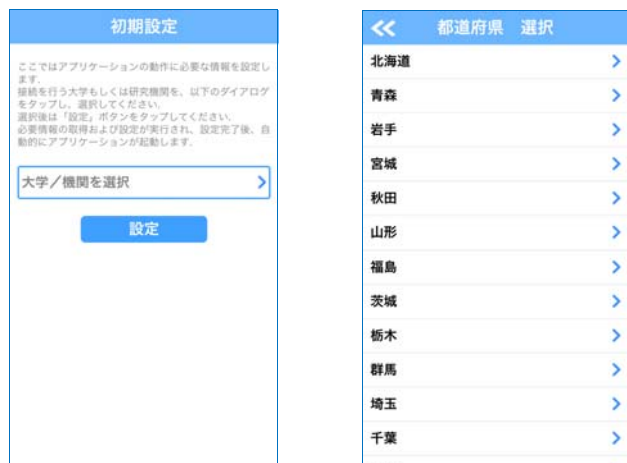 初期設定
ここではアプリケーションの動作に必要な情報を設定し
ます.
接続を行う大学もしくは研究機関を、以下のダイアログ
をタップし、選択してください.
選択後は「設定」ボタンをタップしてください.
必要情報の取得および設定が実行され、設定完了後、自
動的にアプリケーションが起動します.
大学／機関を選択
設定
都道府県 選択
北海道
青森
岩手
宮城
秋田
山形
福島
茨城
栃木
群馬
埼玉
千葉